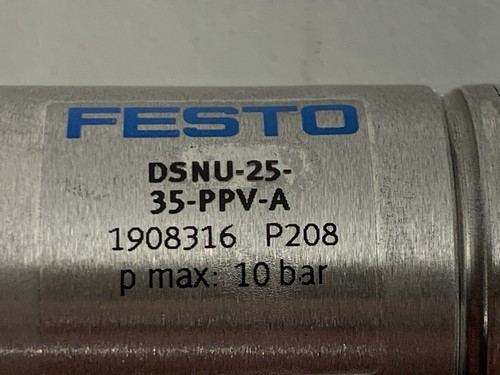 FESTO
DSNU-25-
35-PPV-A
1908316 P208
p max: 10 bar